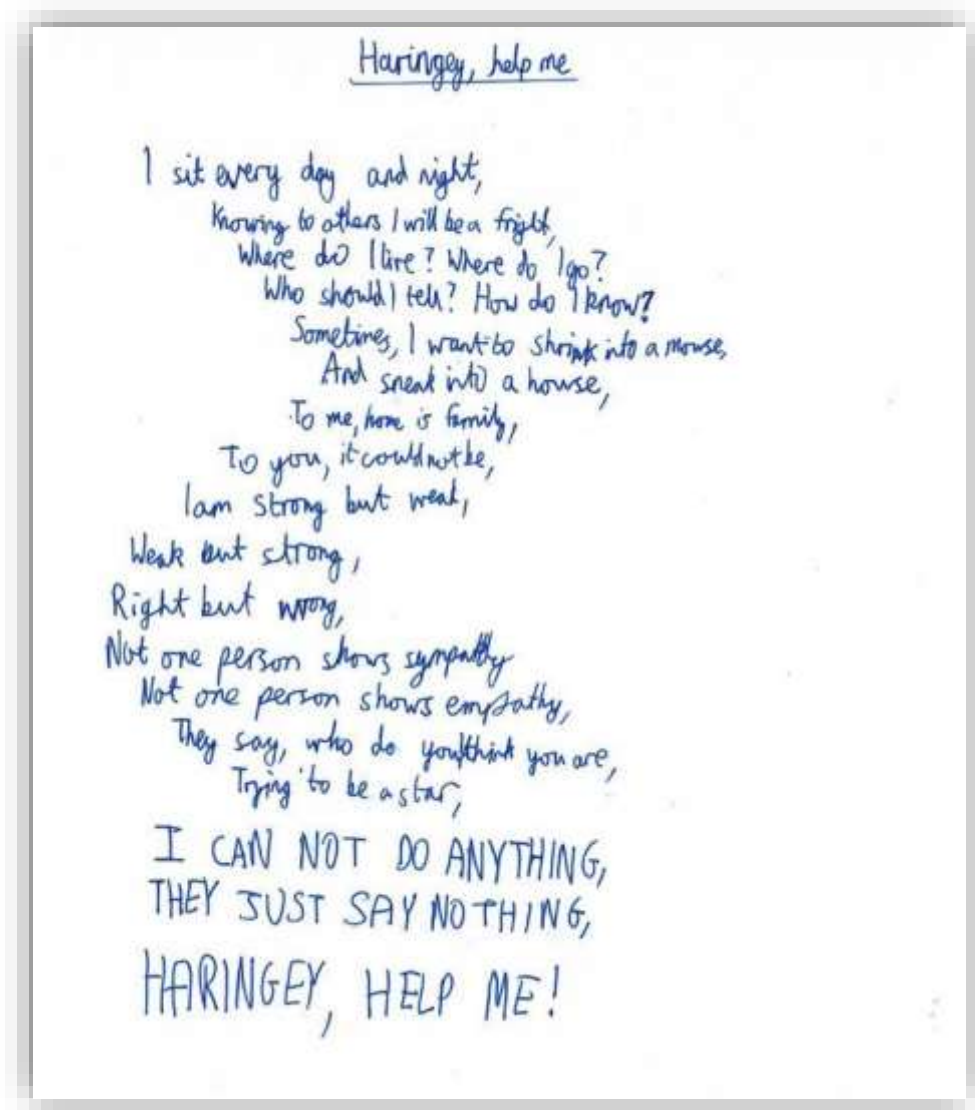 Haringey, help me
I sit every day and night,
Knowing to others I will be a fright,
Where do I live? Where do I go?
Who should I tell? How do I know?
Sometimes, I want to shrink into a mouse,
And sneak into a house,
To me, home is family,
To you, it could not be,
I am strong but weak,
Weak but strong,
Right but wrong,
Not one person shows sympathy
Not one person shows empathy,
They say, who do you think you are,
Trying to be a star,
I CAN NOT DO ANYTHING,
THEY JUST SAY NOTHING,
HARINGEY, HELP ME!